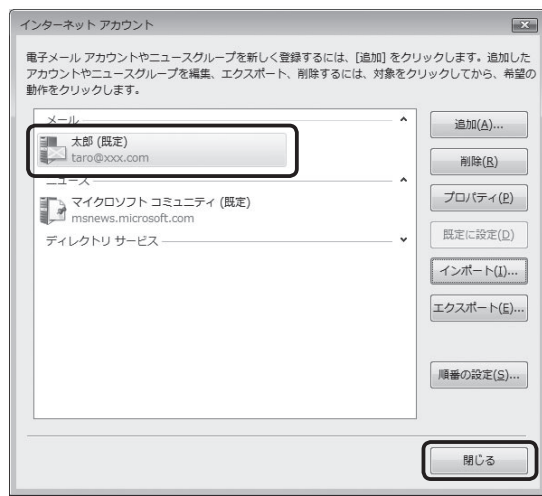 インターネット アカウント
電子メール アカウントやニュースグループを新しく登録するには、[追加] をクリックします。追加した
アカウントやニュースグループを編集、エクスポート、削除するには、対象をクリックしてから、希望の
動作をクリックします。
メール
太郎 (既定)
taro@xxx.com
ニュース
マイクロソフト コミュニティ (既定)
msnews.microsoft.com
ディレクトリ サービス
追加(A)...
削除(R)
プロパティ(P)
既定に設定(D)
インポート(I)...
エクスポート(E)...
順番の設定(S)...
閉じる